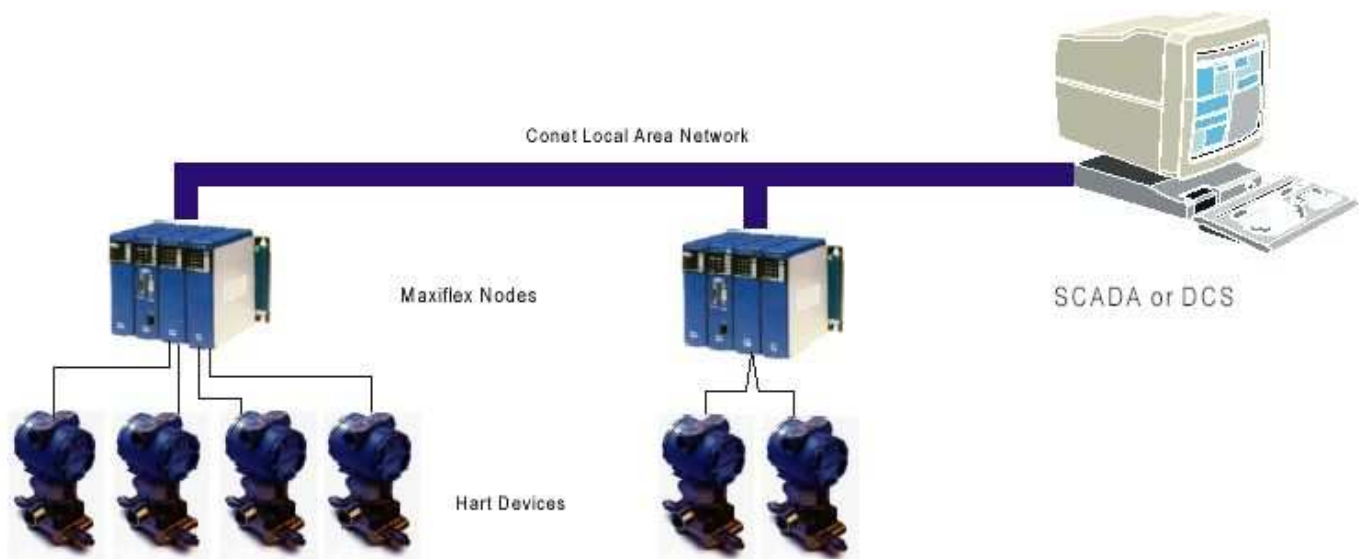 Conet Local Area Network
Maxiflex Nodes
SCADA or DCS
Hart Devices